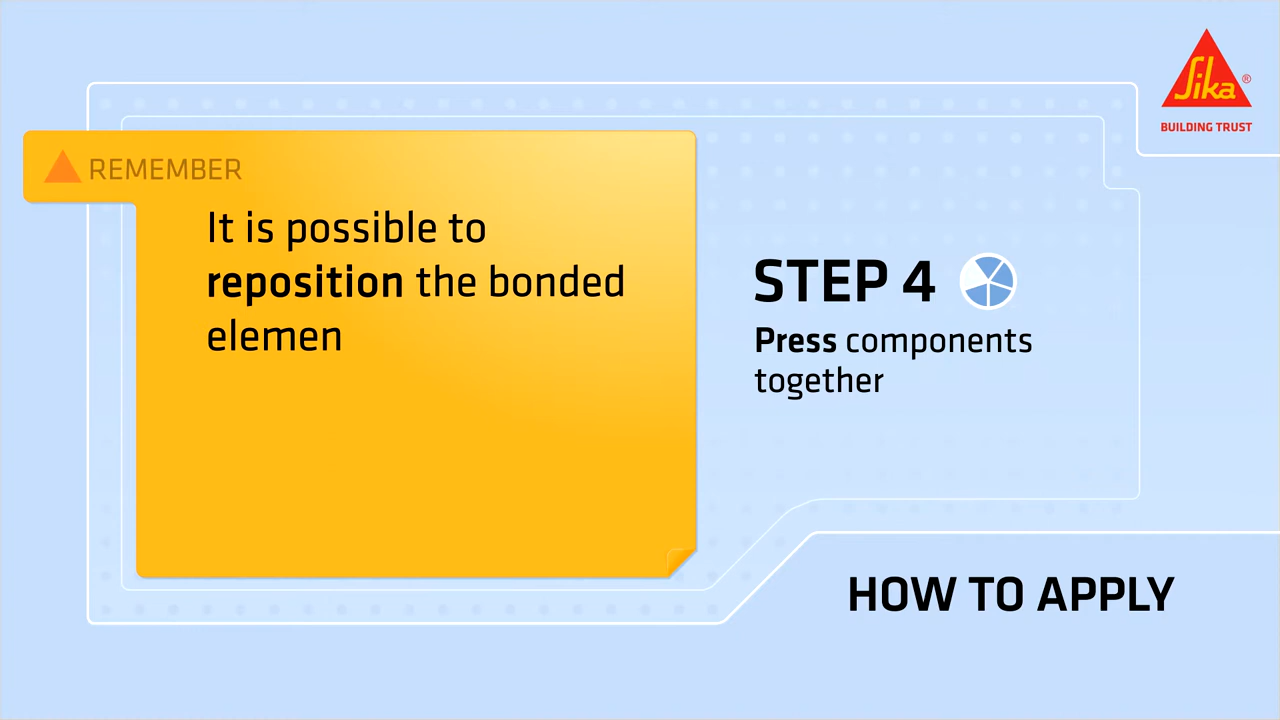 Sika®
BUILDING TRUST
REMEMBER
It is possible to
reposition the bonded
elemen
STEP 4
Press components
together
HOW TO APPLY